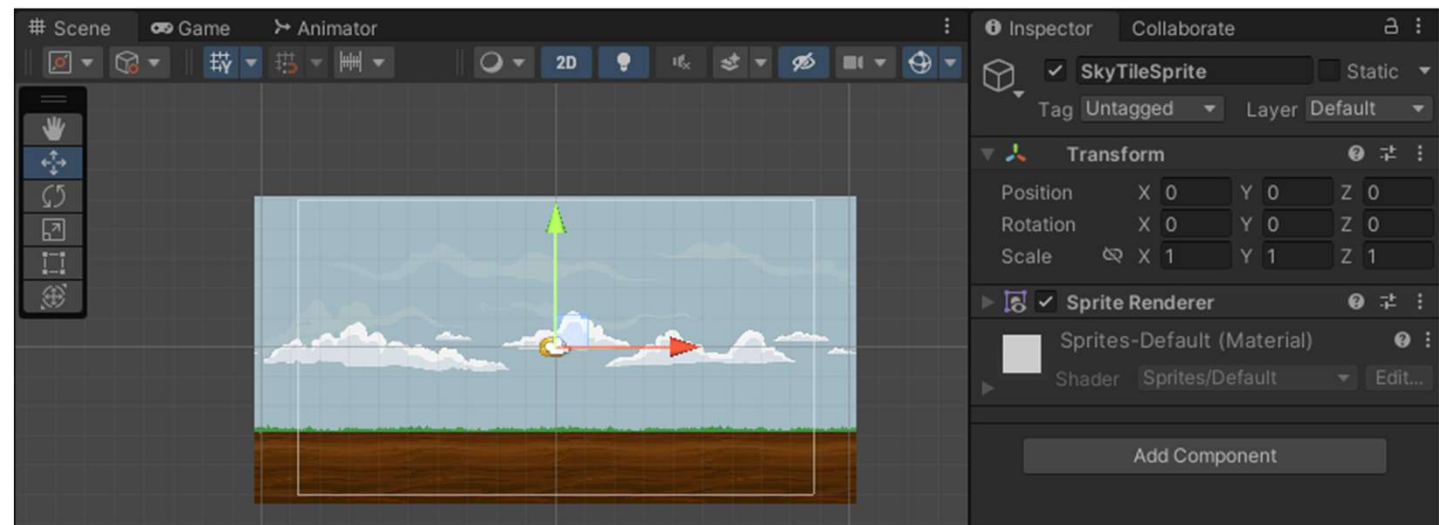 Scene Game Animator
2D
Inspector Collaborate
SkyTileSprite Static
Tag Untagged Layer Default
Transform
Position X 0 Y 0 Z 0
Rotation X 0 Y 0 Z 0
Scale X 1 Y 1 Z 1
Sprite Renderer
Sprites-Default (Material)
Shader Sprites/Default Edit...
Add Component